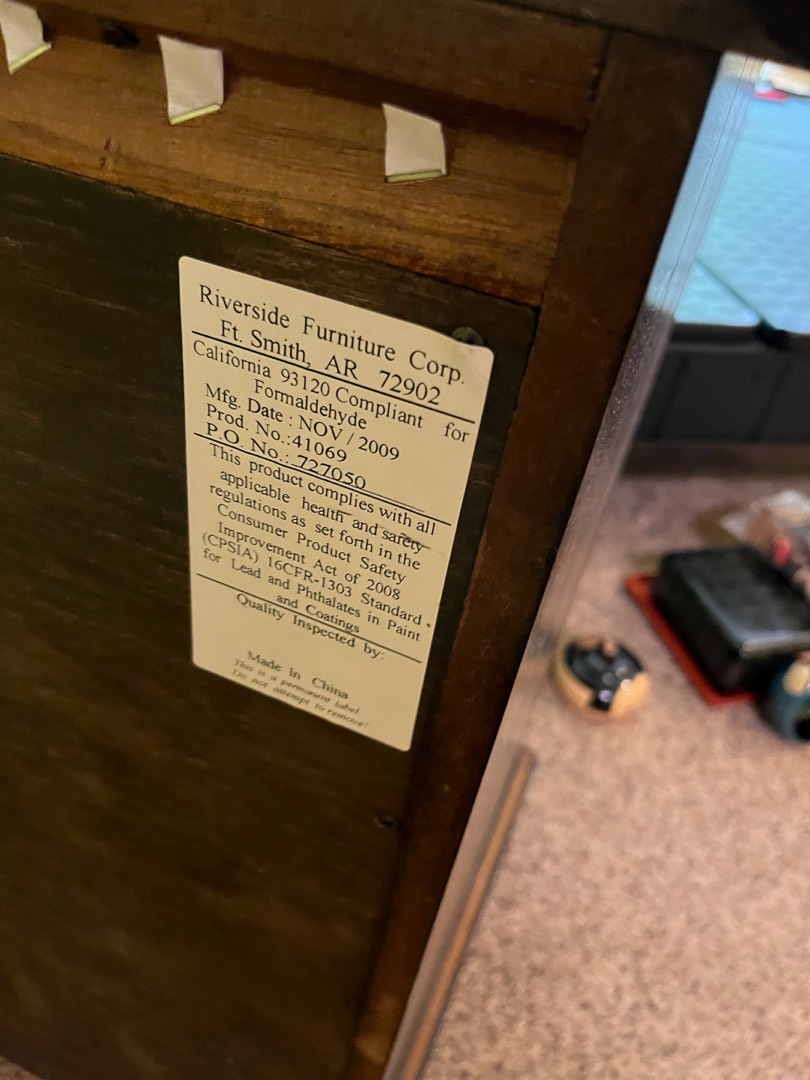 Riverside Furniture Corp.
Ft. Smith, AR 72902
California 93120 Compliant for
Formaldehyde
Mfg. Date : NOV / 2009
Prod. No.:41069
P.O. No.: 727050
This product complies with all
applicable health and safety
regulations as set forth in the
Consumer Product Safety
Improvement Act of 2008
(CPSIA) 16CFR-1303 Standard
for Lead and Phthalates in Paint
and Coatings
Quality Inspected by:
Made In China
This is a permanent label.
Do not attempt to remove!